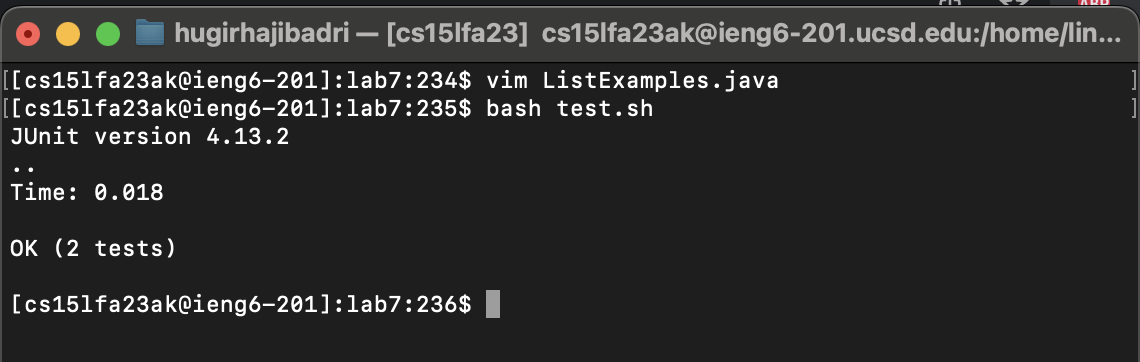 hugirhajibadri — [cs15lfa23] cs15lfa23ak@ieng6-201.ucsd.edu:/home/lin...
[[cs15lfa23ak@ieng6-201]:lab7:234$ vim ListExamples.java ]
[[cs15lfa23ak@ieng6-201]:lab7:235$ bash test.sh ]
JUnit version 4.13.2
..
Time: 0.018
OK (2 tests)
[cs15lfa23ak@ieng6-201]:lab7:236$